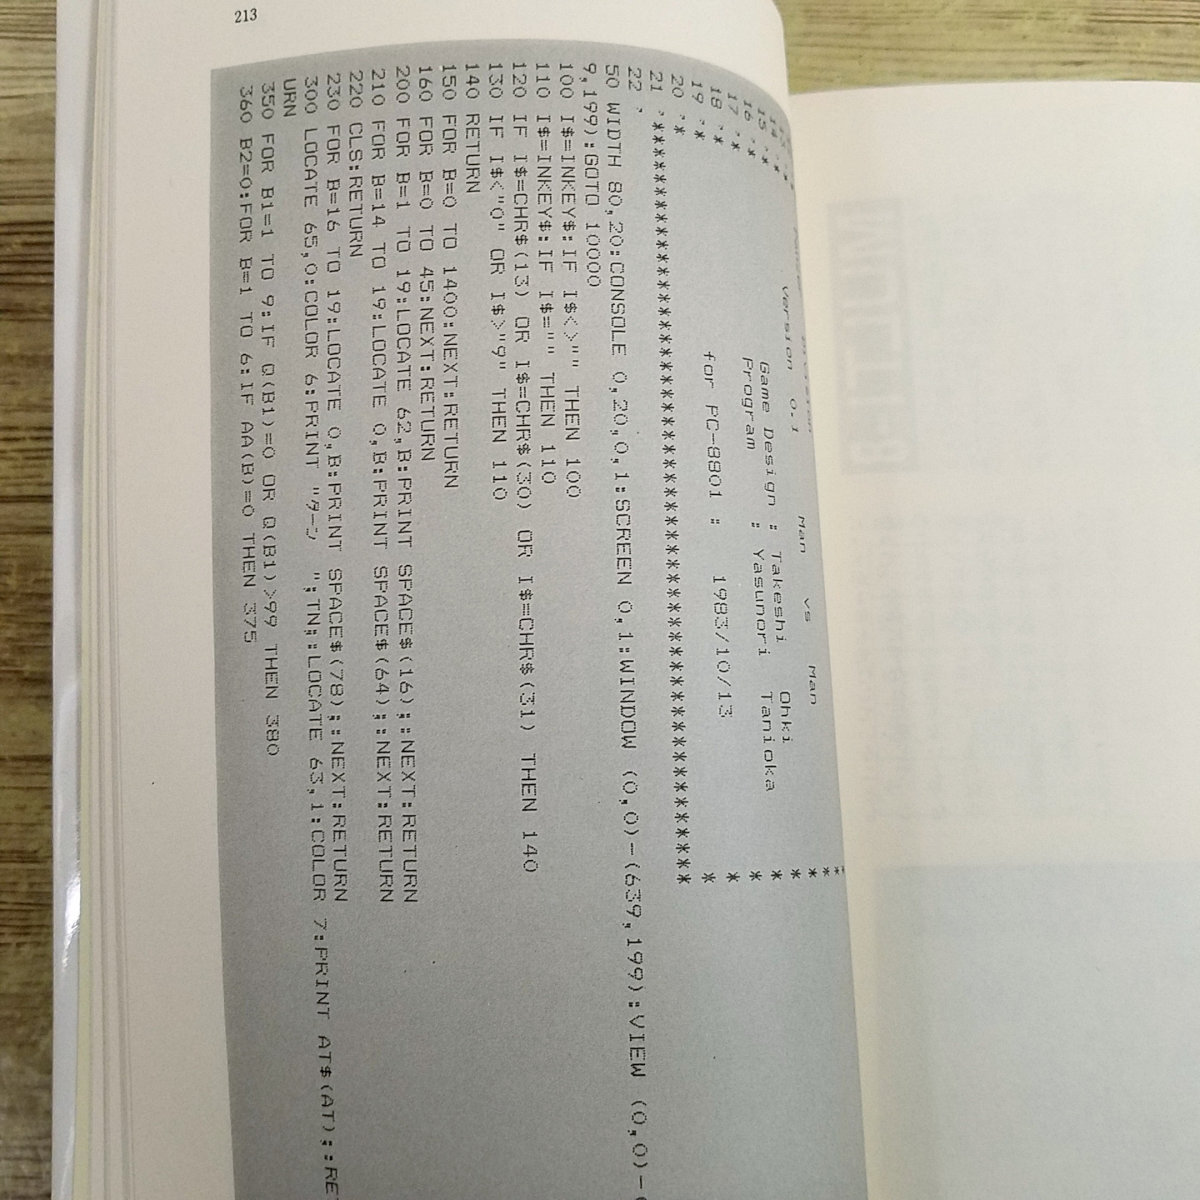 213
Version 0.1
Man vs Man *
Game Design : Takeshi Ohki *
16 '* Program : Yasunori Tanioka *
17 '* *
18 '* for PC-8801 : 1983/10/13 *
19 '* *
20 '* *
21 '*****************************************************
22 '
50 WIDTH 80,20:CONSOLE 0,20,0,1:SCREEN 0,1:WINDOW (0,0)-(639,199):VIEW (0,0)-
9,199):GOTO 10000
100 I$=INKEY$:IF I$<>"" THEN 100
110 I$=INKEY$:IF I$="" THEN 110
120 IF I$=CHR$(13) OR I$=CHR$(30) OR I$=CHR$(31) THEN 140
130 IF I$<"0" OR I$>"9" THEN 110
140 RETURN
150 FOR B=0 TO 1400:NEXT:RETURN
160 FOR B=0 TO 45:NEXT:RETURN
200 FOR B=1 TO 19:LOCATE 62,B:PRINT SPACE$(16);:NEXT:RETURN
210 FOR B=14 TO 19:LOCATE 0,B:PRINT SPACE$(64);:NEXT:RETURN
220 CLS:RETURN
230 FOR B=16 TO 19:LOCATE 0,B:PRINT SPACE$(78);:NEXT:RETURN
300 LOCATE 65,0:COLOR 6:PRINT "ターン ";TN;:LOCATE 63,1:COLOR 7:PRINT AT$(AT);:RET
URN
350 FOR B1=1 TO 9:IF Q(B1)=0 OR Q(B1)>99 THEN 380
360 B2=0:FOR B=1 TO 6:IF AA(B)=0 THEN 375